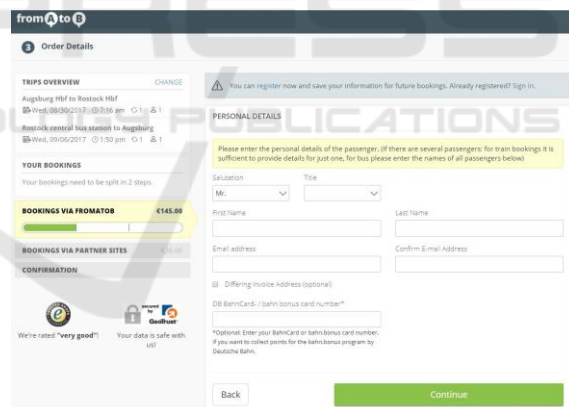 from A to B
3 Order Details
TRIPS OVERVIEW CHANGE
Augsburg Hbf to Rostock Hbf
Wed, 08/30/2017 7:16 pm 1 1
Rostock central bus station to Augsburg
Wed, 09/06/2017 1:50 pm 1 1
YOUR BOOKINGS
Your bookings need to be split in 2 steps.
BOOKINGS VIA FROMATOB €145.00
BOOKINGS VIA PARTNER SITES
CONFIRMATION
We're rated "very good"!
secured by
GeoTrust
Your data is safe with us!
You can register now and save your information for future bookings. Already registered? Sign in.
PERSONAL DETAILS
Please enter the personal details of the passenger. (If there are several passengers: for train bookings it is
sufficient to provide details for just one, for bus please enter the names of all passengers below)
Salutation Title
Mr.
First Name Last Name
Email address Confirm E-mail Address
Differing Invoice Address (optional)
DB BahnCard- / bahn.bonus card number*
*Optional: Enter your BahnCard or bahn.bonus card number,
if you want to collect points for the bahn.bonus program by
Deutsche Bahn.
Back Continue
PUBLICATIONS